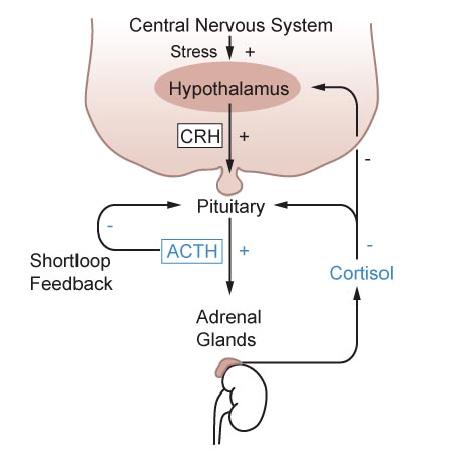 Central Nervous System
Stress +
Hypothalamus
CRH +
-
Pituitary
-
ACTH +
-
Shortloop
Feedback
Cortisol
Adrenal
Glands